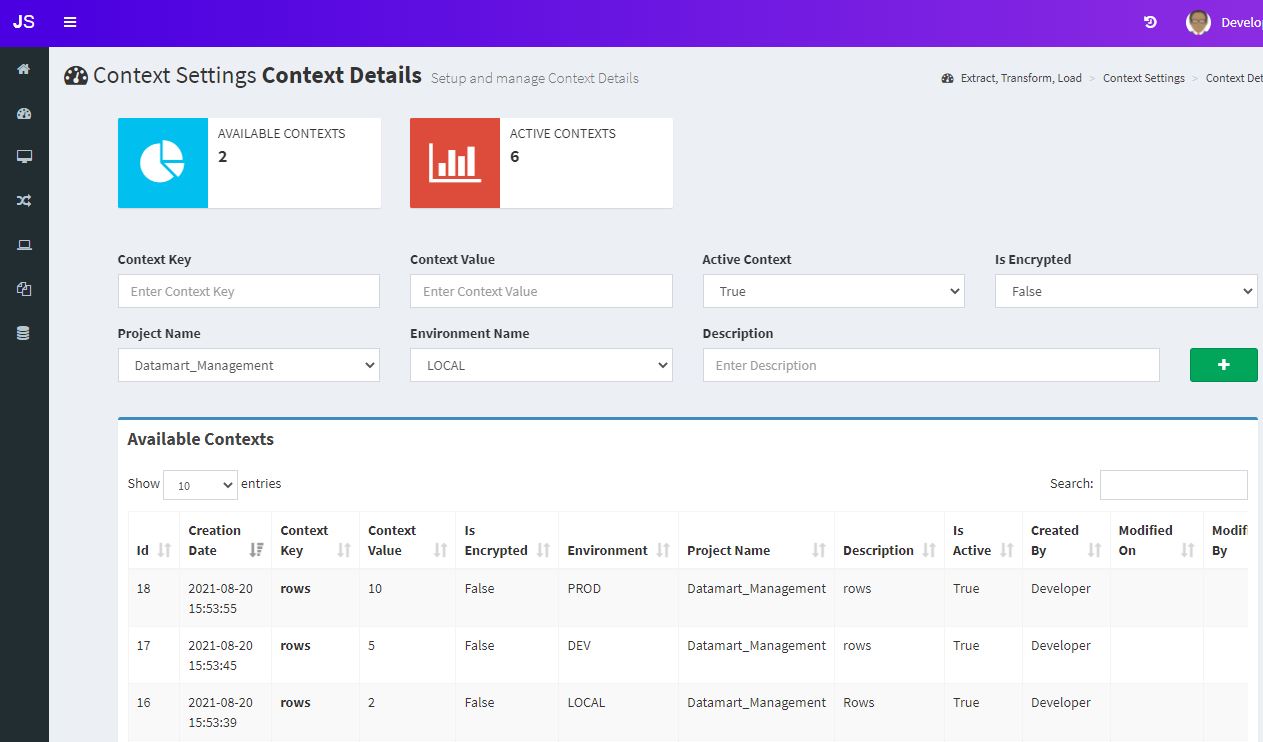 JS
Develop
Context Settings Context Details Setup and manage Context Details
Extract, Transform, Load > Context Settings > Context Det
AVAILABLE CONTEXTS
2
ACTIVE CONTEXTS
6
Context Key Context Value Active Context Is Encrypted
Enter Context Key Enter Context Value True False
Project Name Environment Name Description
Datamart_Management LOCAL Enter Description +
Available Contexts
Show 10 entries Search:
Id Creation Date Context Key Context Value Is Encrypted Environment Project Name Description Is Active Created By Modified On Modifi By
18 2021-08-20 15:53:55 rows 10 False PROD Datamart_Management rows True Developer
17 2021-08-20 15:53:45 rows 5 False DEV Datamart_Management rows True Developer
16 2021-08-20 15:53:39 rows 2 False LOCAL Datamart_Management Rows True Developer